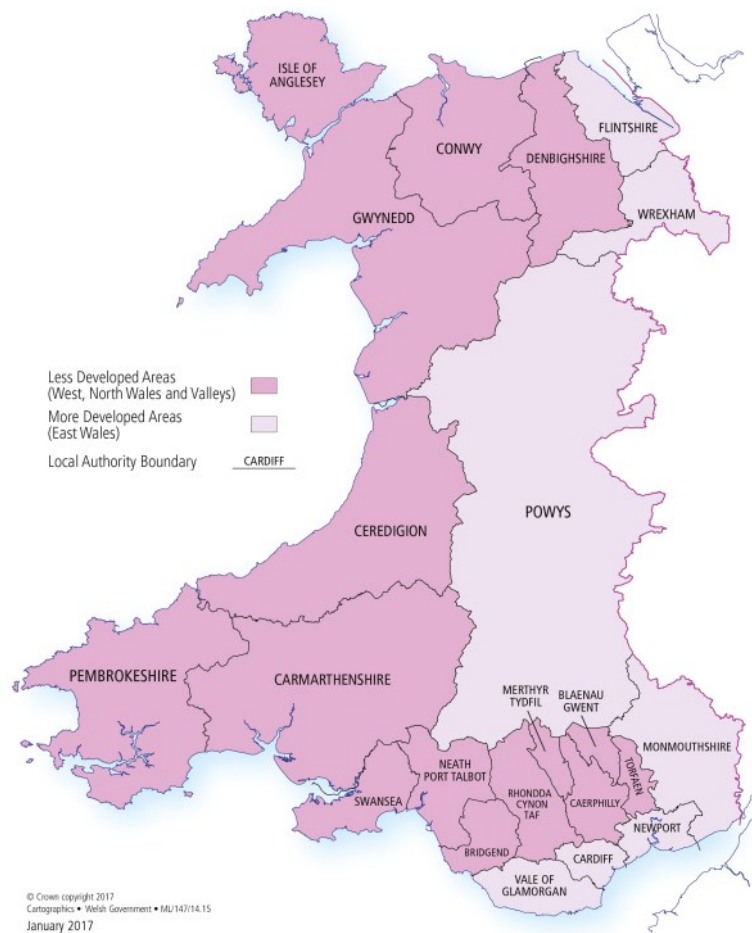 ISLE OF
ANGLESEY
FLINTSHIRE
CONWY
DENBIGHSHIRE
WREXHAM
GWYNEDD
Less Developed Areas
(West, North Wales and Valleys)
More Developed Areas
(East Wales)
Local Authority Boundary
CARDIFF
POWYS
CEREDIGION
PEMBROKESHIRE
CARMARTHENSHIRE
MERTHYR
TYDFIL
BLAENAU
GWENT
MONMOUTHSHIRE
NEATH
PORT TALBOT
TORFAEN
SWANSEA
RHONDDA
CYNON
TAF
CAERPHILLY
NEWPORT
BRIDGEND
CARDIFF
VALE OF
GLAMORGAN
© Crown copyright 2017
Cartographics • Welsh Government • ML/147/14.15
January 2017